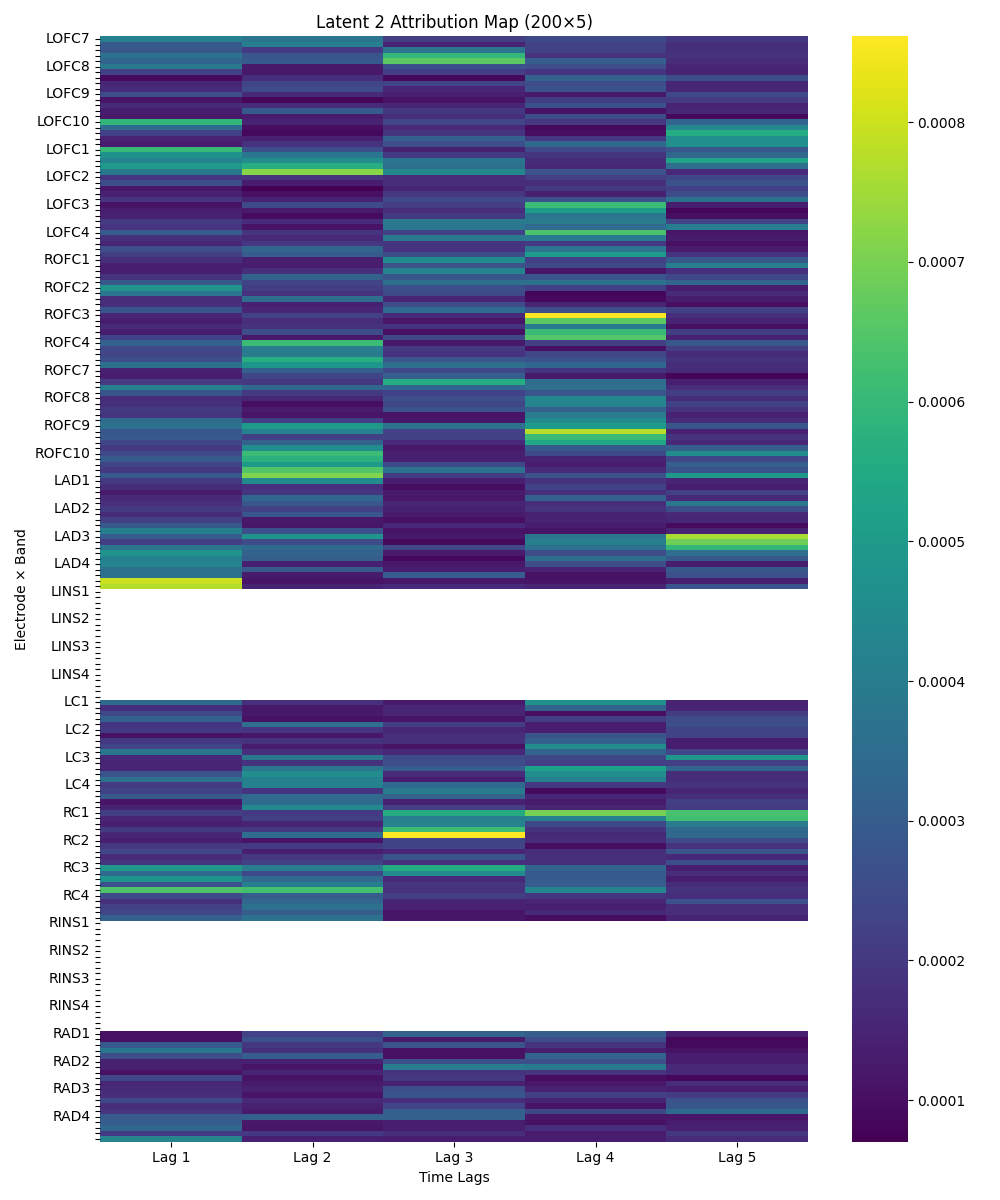 Latent 2 Attribution Map (200×5)
Electrode × Band
LOFC7
LOFC8
LOFC9
LOFC10
LOFC1
LOFC2
LOFC3
LOFC4
ROFC1
ROFC2
ROFC3
ROFC4
ROFC7
ROFC8
ROFC9
ROFC10
LAD1
LAD2
LAD3
LAD4
LINS1
LINS2
LINS3
LINS4
LC1
LC2
LC3
LC4
RC1
RC2
RC3
RC4
RINS1
RINS2
RINS3
RINS4
RAD1
RAD2
RAD3
RAD4
Lag 1 Lag 2 Lag 3 Lag 4 Lag 5
Time Lags
0.0008
0.0007
0.0006
0.0005
0.0004
0.0003
0.0002
0.0001